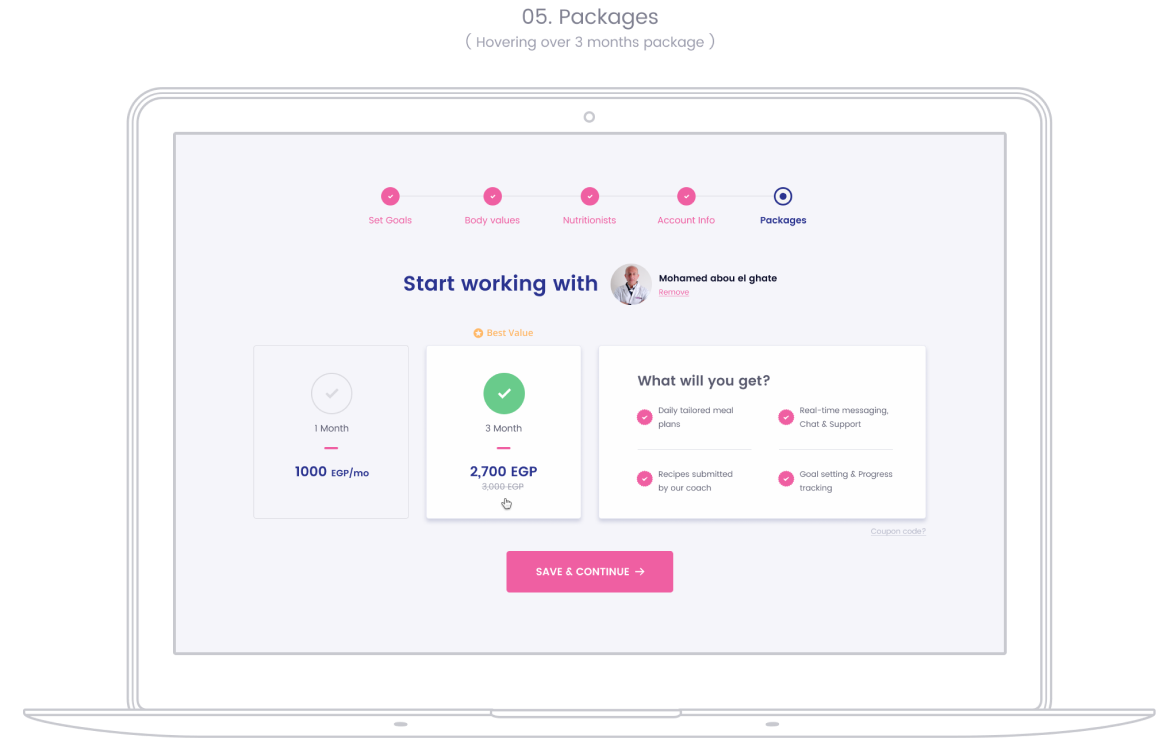 05. Packages
( Hovering over 3 months package )
Set Goals
Body values
Nutritionists
Account Info
Packages
Start working with
Mohamed abou el ghate
Remove
Best Value
1 Month
1000 EGP/mo
3 Month
2,700 EGP
3,000 EGP
What will you get?
Daily tailored meal
plans
Real-time messaging,
Chat & Support
Recipes submitted
by our coach
Goal setting & Progress
tracking
Coupon code?
SAVE & CONTINUE →